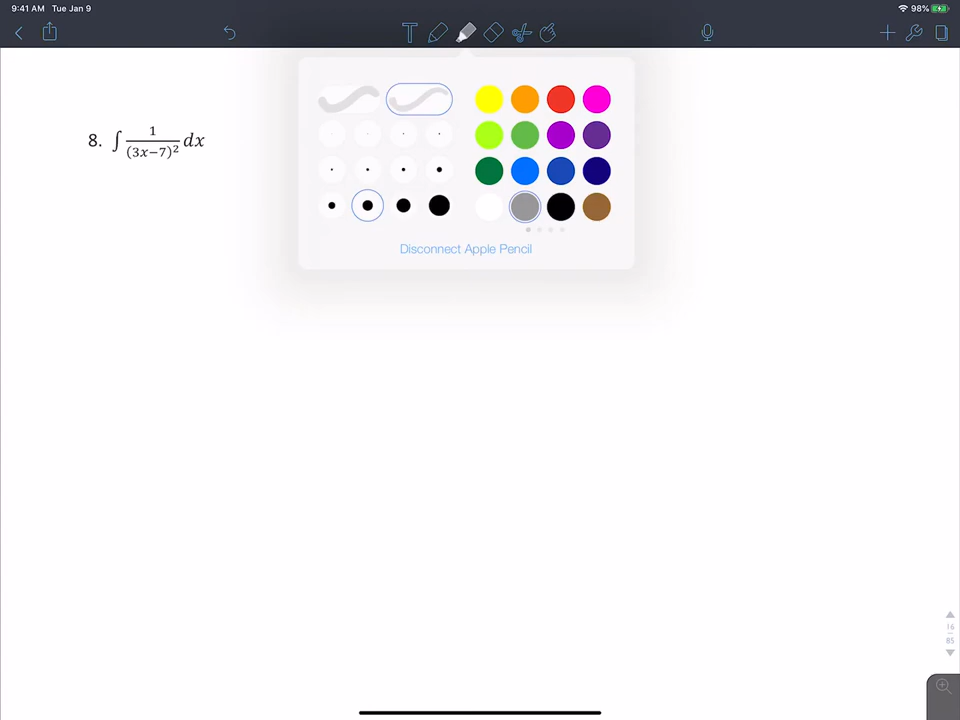 9:41 AM Tue Jan 9
98%
T
8. ∫ 1/(3x−7)² dx
Disconnect Apple Pencil
16
85